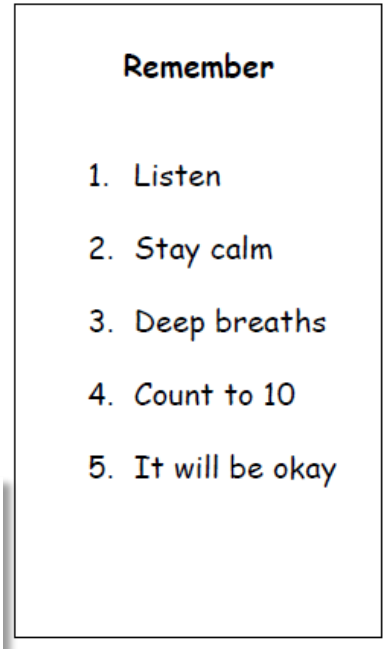 Remember
1. Listen
2. Stay calm
3. Deep breaths
4. Count to 10
5. It will be okay